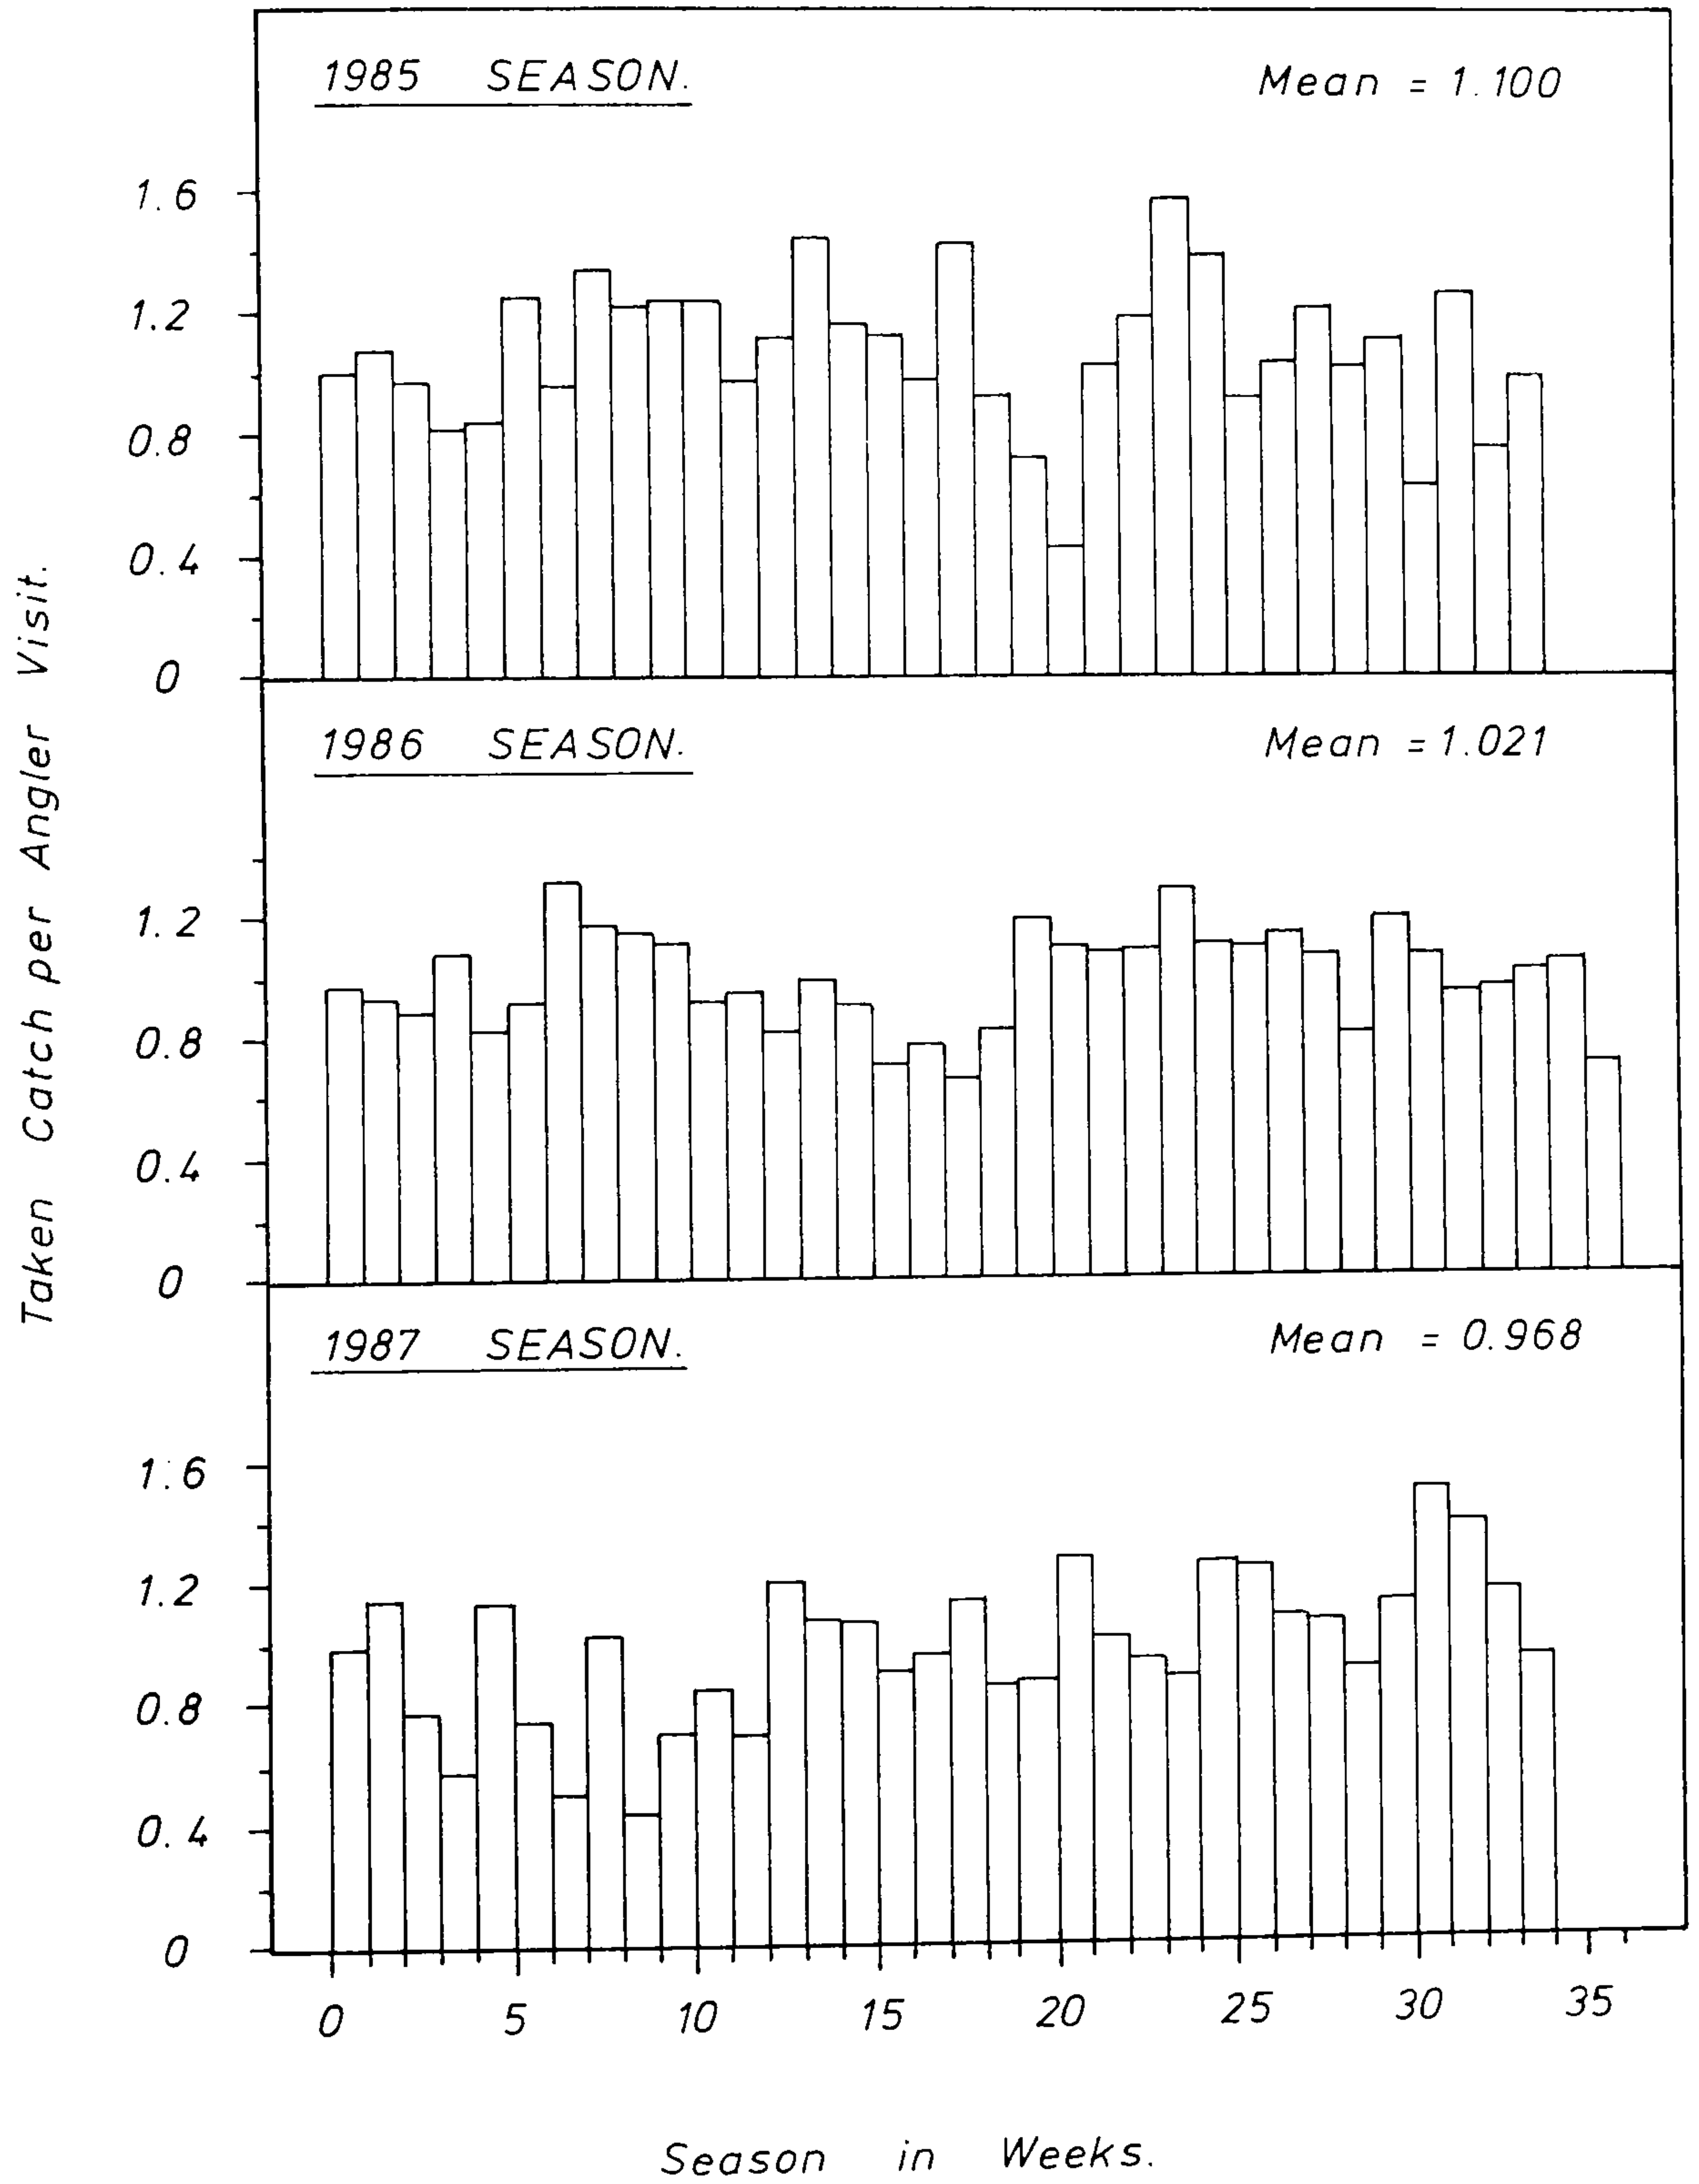 1985 SEASON.
Mean = 1.100
1.6
1.2
0.8
0.4
0
1986 SEASON.
Mean = 1.021
1.2
0.8
0.4
0
1987 SEASON.
Mean = 0.968
1.6
1.2
0.8
0.4
0
0 5 10 15 20 25 30 35
Taken Catch per Angler Visit.
Season in Weeks.